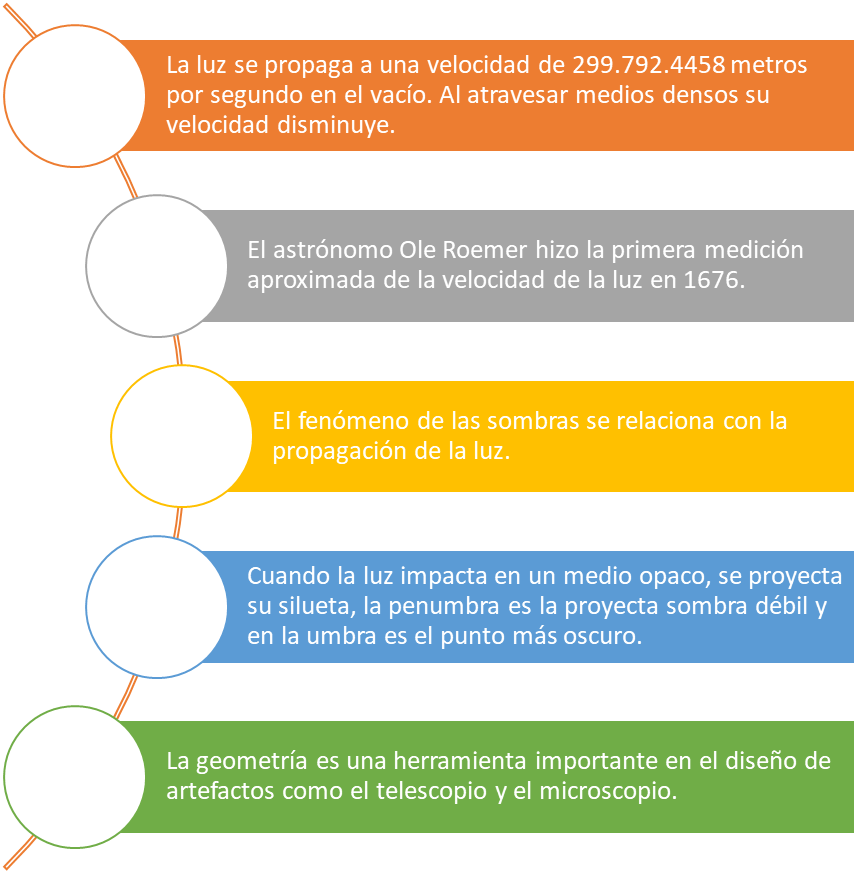 La luz se propaga a una velocidad de 299.792.4458 metros
por segundo en el vacío. Al atravesar medios densos su
velocidad disminuye.
El astrónomo Ole Roemer hizo la primera medición
aproximada de la velocidad de la luz en 1676.
El fenómeno de las sombras se relaciona con la
propagación de la luz.
Cuando la luz impacta en un medio opaco, se proyecta
su silueta, la penumbra es la proyecta sombra débil y
en la umbra es el punto más oscuro.
La geometría es una herramienta importante en el diseño de
artefactos como el telescopio y el microscopio.